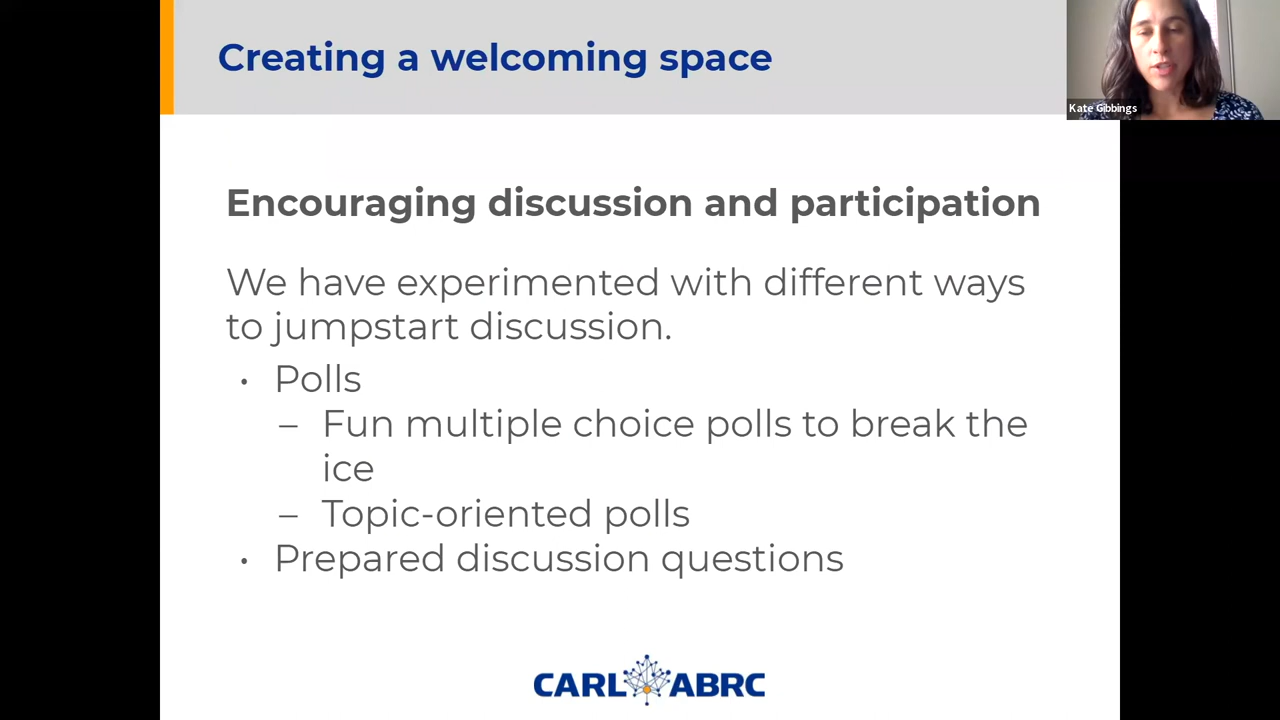 Creating a welcoming space
Kate Gibbings
Encouraging discussion and participation
We have experimented with different ways
to jumpstart discussion.
• Polls
– Fun multiple choice polls to break the
ice
– Topic-oriented polls
• Prepared discussion questions
CARL ABRC